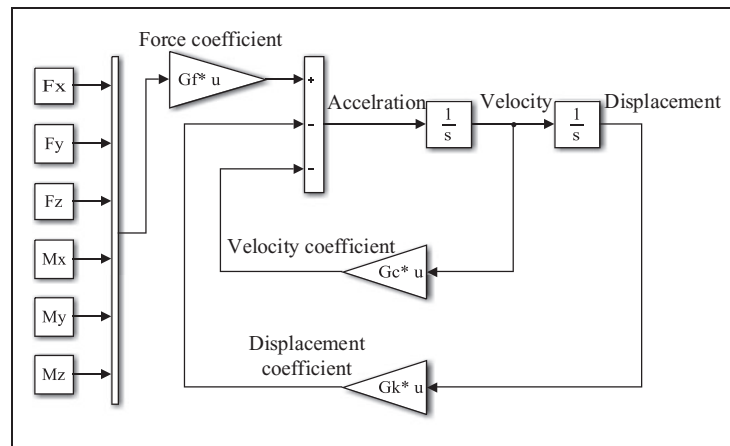 Force coefficient
Fx
Gf* u
+
Accelration
Velocity
Displacement
Fy
-
1
s
1
s
Fz
-
Velocity coefficient
Mx
Gc* u
My
Displacement
coefficient
Mz
Gk* u